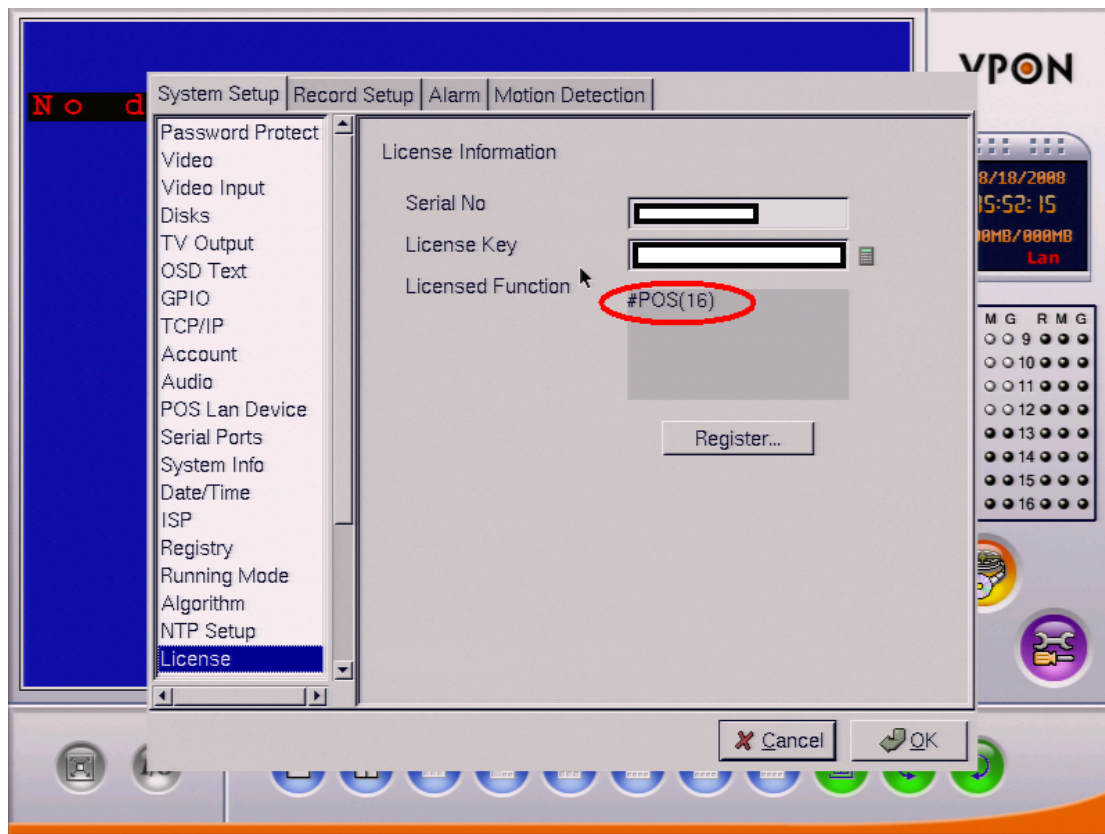 VPON
No d
System Setup
Record Setup
Alarm
Motion Detection
Password Protect
Video
Video Input
Disks
TV Output
OSD Text
GPIO
TCP/IP
Account
Audio
POS Lan Device
Serial Ports
System Info
Date/Time
ISP
Registry
Running Mode
Algorithm
NTP Setup
License
License Information
Serial No
License Key
Licensed Function
#POS(16)
Register...
Cancel
OK
8/18/2008
15:52:15
00MB/000MB
Lan
M G R M G
9
10
11
12
13
14
15
16